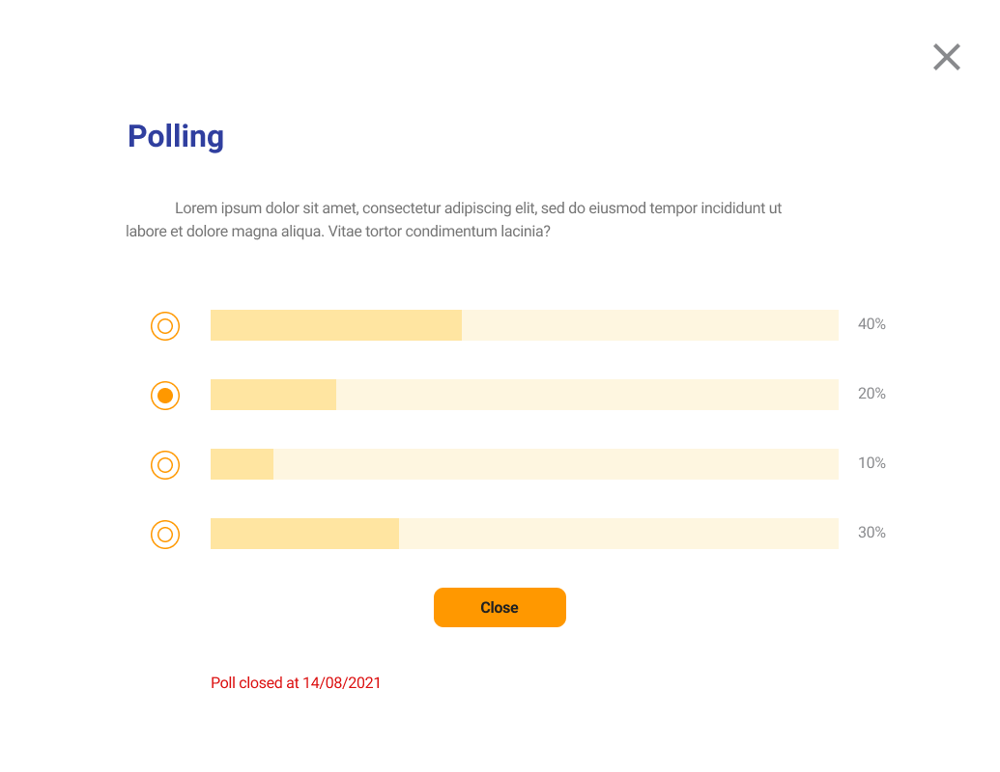 Polling
Lorem ipsum dolor sit amet, consectetur adipiscing elit, sed do eiusmod tempor incididunt ut
labore et dolore magna aliqua. Vitae tortor condimentum lacinia?
40%
20%
10%
30%
Close
Poll closed at 14/08/2021